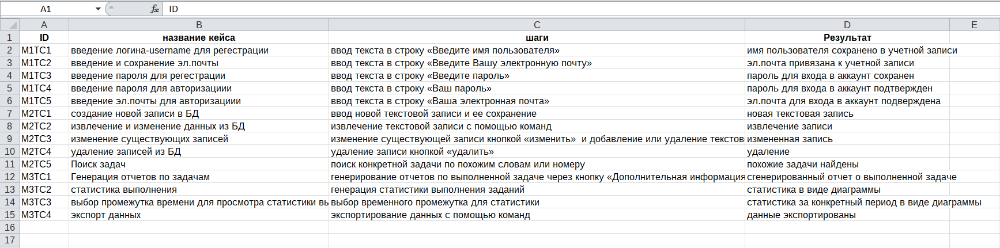 A1 fx ID
A B C D E
1 ID название кейса шаги Результат
2 M1TC1 введение логина-username для регестрации ввод текста в строку «Введите имя пользователя» имя пользователя сохранено в учетной записи
3 M1TC2 введение и сохранение эл.почты ввод текста в строку «Введите Вашу электронную почту» эл.почта привязана к учетной записи
4 M1TC3 введение пароля для регестрации ввод текста в строку «Введите пароль» пароль для входа в аккаунт сохранен
5 M1TC4 введение пароля для авторизациии ввод текста в строку «Ваш пароль» пароль для входа в аккаунт подтвержден
6 M1TC5 введение эл.почты для авторизациии ввод текста в строку «Ваша электронная почта» эл.почта для входа в аккаунт подверждена
7 M2TC1 создание новой записи в БД ввод новой текстовой записи и ее сохранение новая текстовая запись
8 M2TC2 извлечение и изменение данных из БД извлечение текстовой записи с помощью команд извлечение записи
9 M2TC3 изменение существующих записей изменение существующей записи кнопкой «изменить»  и добавление или удаление текстов измененная запись
10 M2TC4 удаление записей из БД удаление записи кнопкой «удалить» удаление
11 M2TC5 Поиск задач поиск конкретной задачи по похожим словам или номеру похожие задачи найдены
12 M3TC1 Генерация отчетов по задачам генерирование отчетов по выполненной задаче через кнопку «Дополнительная информация сгенерированный отчет о выполненной задаче
13 M3TC2 статистика выполнения генерация статистики выполнения заданий статистика в виде диаграммы
14 M3TC3 выбор промежутка времени для просмотра статистики вы выбор временного промежутка для статистики статистика за конкретный период в виде диаграммы
15 M3TC4 экспорт данных экспортирование данных с помощью команд данные экспортированы
16
17